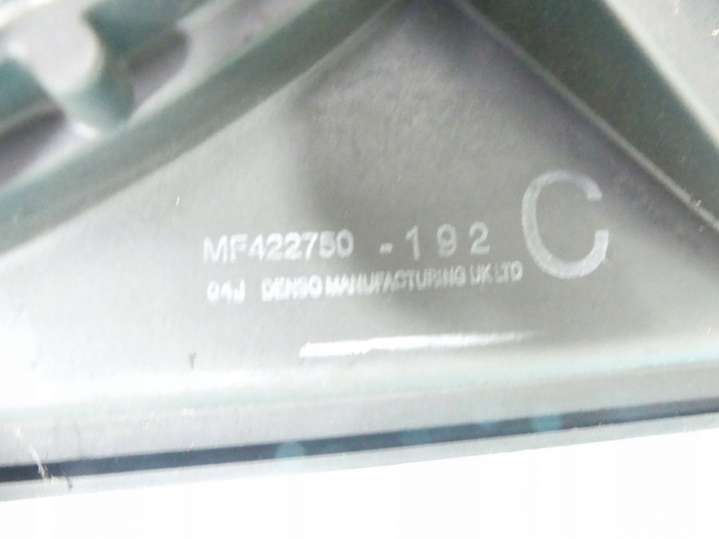 MF422750 -192 C
04J DENSO MANUFACTURING UK LTD